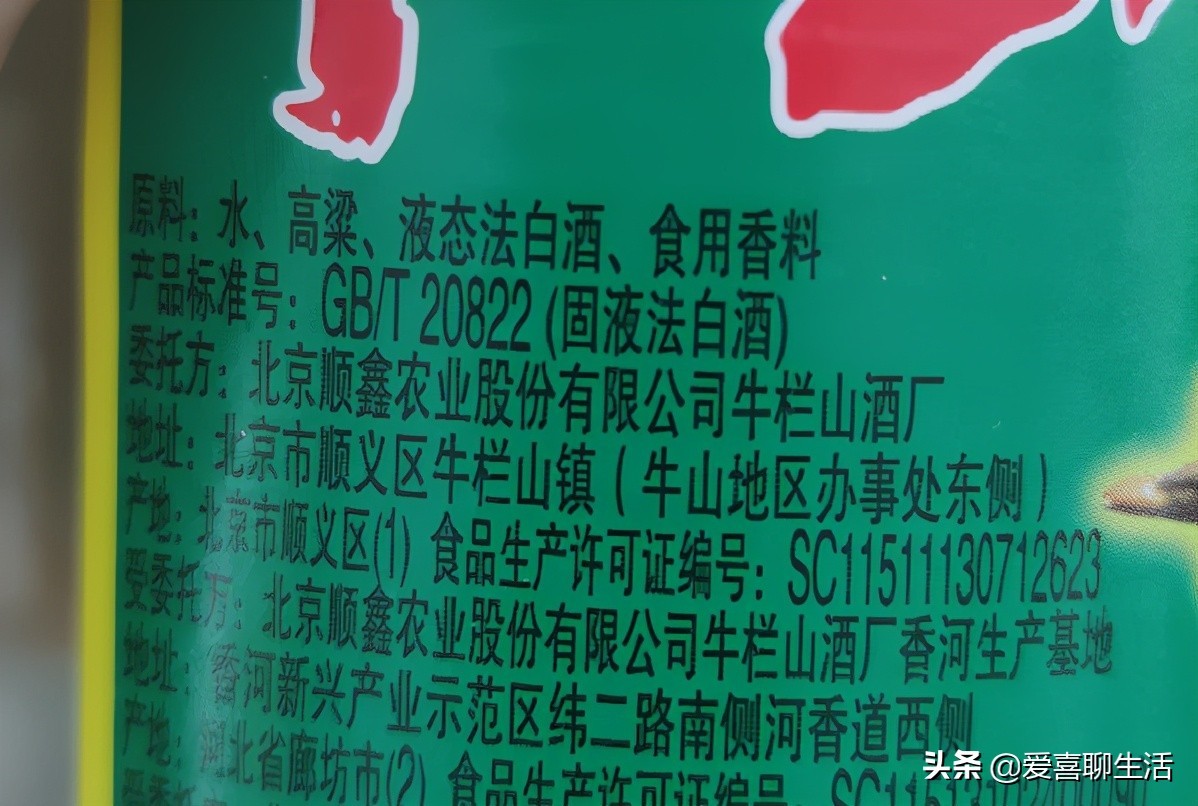 原料：水、高粱、液态法白酒、食用香料
产品标准号：GB/T 20822 (固液法白酒)
委托方：北京顺鑫农业股份有限公司牛栏山酒厂
地址：北京市顺义区牛栏山镇（牛山地区办事处东侧）
产地：北京市顺义区(1) 食品生产许可证编号：SC11511130712623
受委托方：北京顺鑫农业股份有限公司牛栏山酒厂香河生产基地
地址：香河新兴产业示范区纬二路南侧河香道西侧
产地：河北省廊坊市(2) 食品生产许可证编号：
头条 @爱喜聊生活